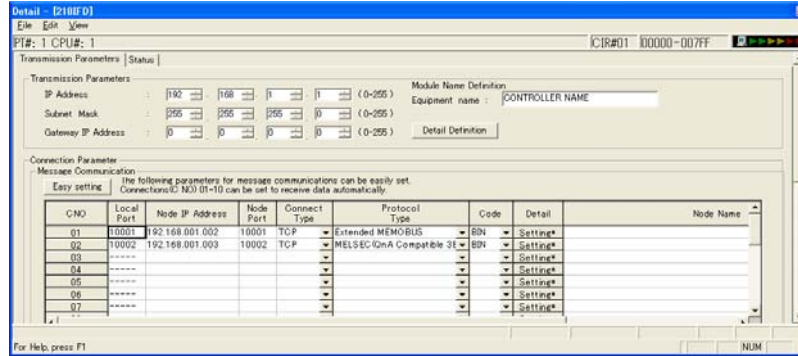 Detail - [218IFD]
File Edit View
PT#: 1 CPU#: 1 CIR#01 00000-007FF
Transmission Parameters Status
Transmission Parameters
IP Address : 192 . 168 . 1 . 1 (0-255)
Subnet Mask : 255 . 255 . 255 . 0 (0-255)
Gateway IP Address : 0 . 0 . 0 . 0 (0-255)
Module Name Definition
Equipment name : CONTROLLER NAME
Detail Definition
Connection Parameter
Message Communication
Easy setting
The following parameters for message communications can be easily set.
Connections(C NO) 01-10 can be set to receive data automatically.
CNO Local Port Node IP Address Node Port Connect Type Protocol Type Code Detail Node Name
01 10001 192.168.001.002 10001 TCP Extended MEMOBUS BIN Setting*
02 10002 192.168.001.003 10002 TCP MELSEC(QnA Compatible 3E BIN Setting*
03 ----- Setting*
04 ----- Setting*
05 ----- Setting*
06 ----- Setting*
07 -----
For Help, press F1 NUM